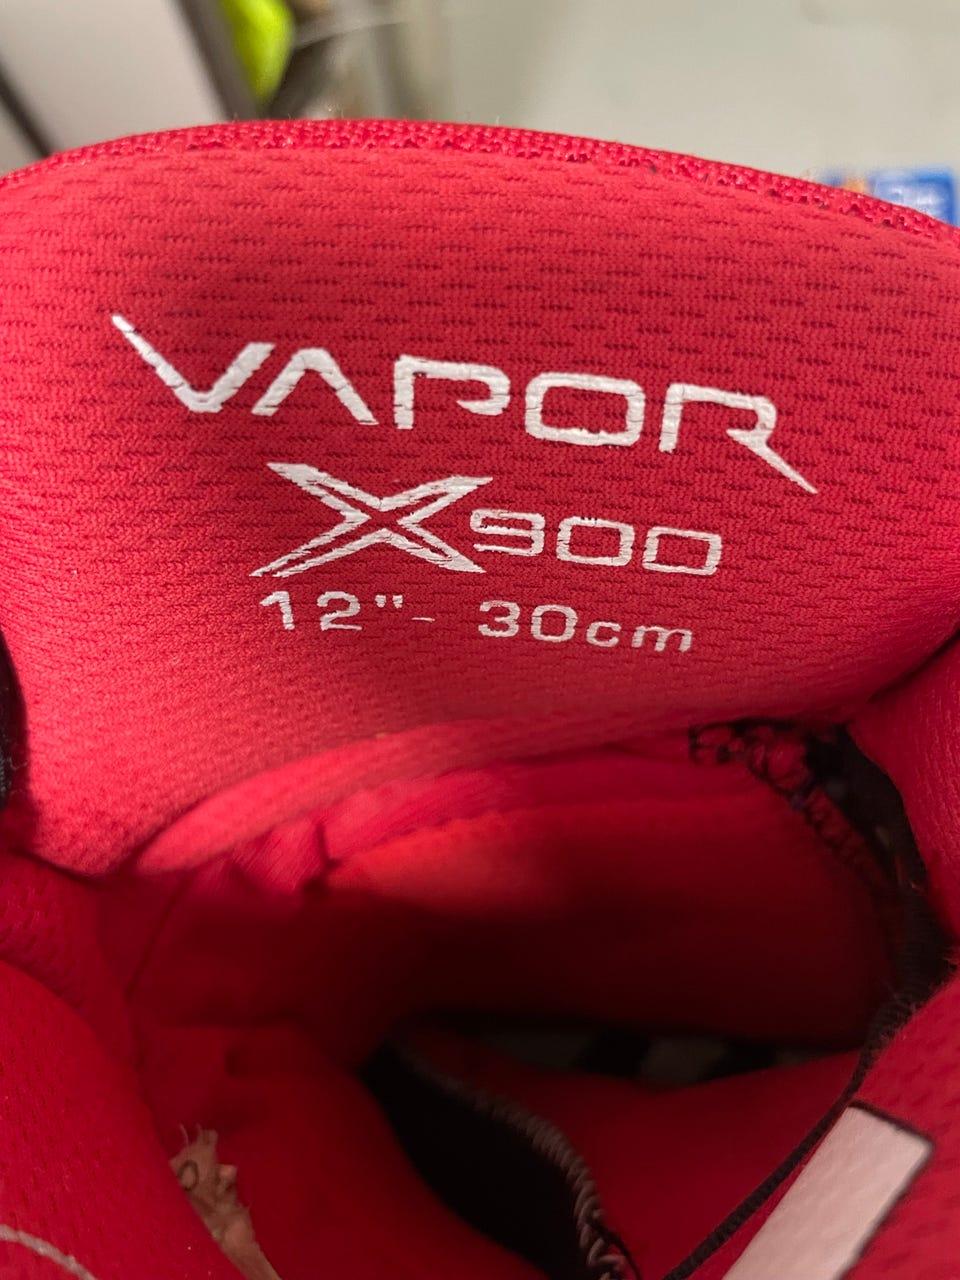 VAPOR
X900
12"- 30cm